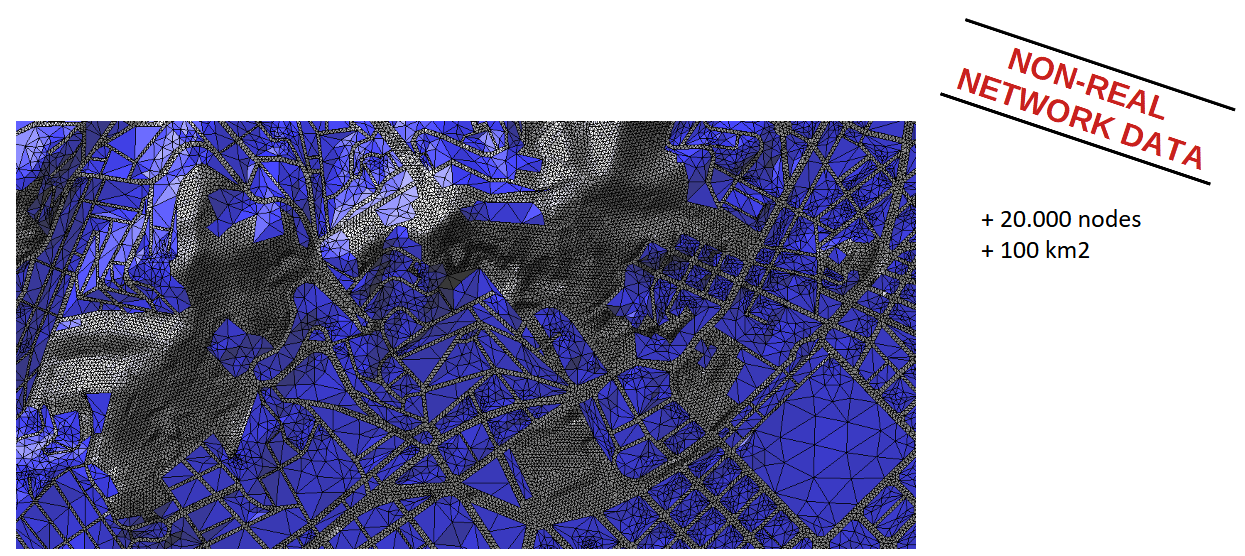 NON-REAL
NETWORK DATA
+ 20.000 nodes
+ 100 km2